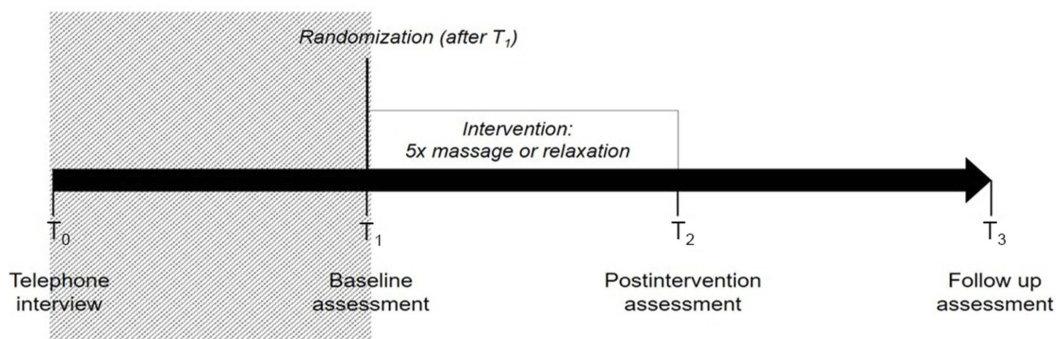 Randomization (after T₁)
Intervention:
5x massage or relaxation
T₀
T₁
T₂
T₃
Telephone
interview
Baseline
assessment
Postintervention
assessment
Follow up
assessment